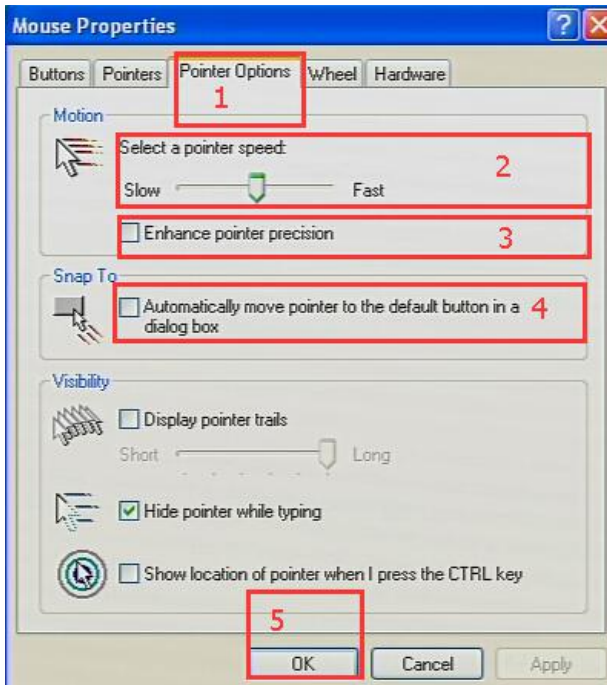 Mouse Properties
Buttons Pointers Pointer Options Wheel Hardware
1
Motion
Select a pointer speed:
2
Slow Fast
Enhance pointer precision
3
Snap To
Automatically move pointer to the default button in a
dialog box
4
Visibility
Display pointer trails
Short Long
Hide pointer while typing
Show location of pointer when I press the CTRL key
5
OK Cancel Apply